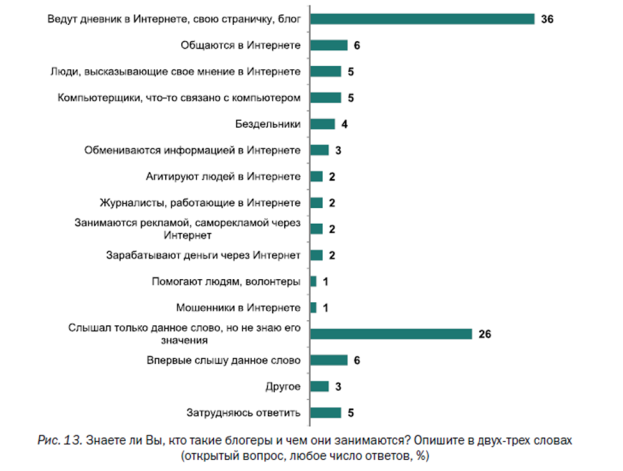 Ведут дневник в Интернете, свою страничку, блог 36
Общаются в Интернете 6
Люди, высказывающие свое мнение в Интернете 5
Компьютерщики, что-то связано с компьютером 5
Бездельники 4
Обмениваются информацией в Интернете 3
Агитируют людей в Интернете 2
Журналисты, работающие в Интернете 2
Занимаются рекламой, саморекламой через
Интернет 2
Зарабатывают деньги через Интернет 2
Помогают людям, волонтеры 1
Мошенники в Интернете 1
Слышал только данное слово, но не знаю его
значения 26
Впервые слышу данное слово 6
Другое 3
Затрудняюсь ответить 5
Рис. 13. Знаете ли Вы, кто такие блогеры и чем они занимаются? Опишите в двух-трех словах
(открытый вопрос, любое число ответов, %)